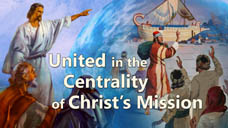 United in the
Centrality
of Christ's Mission